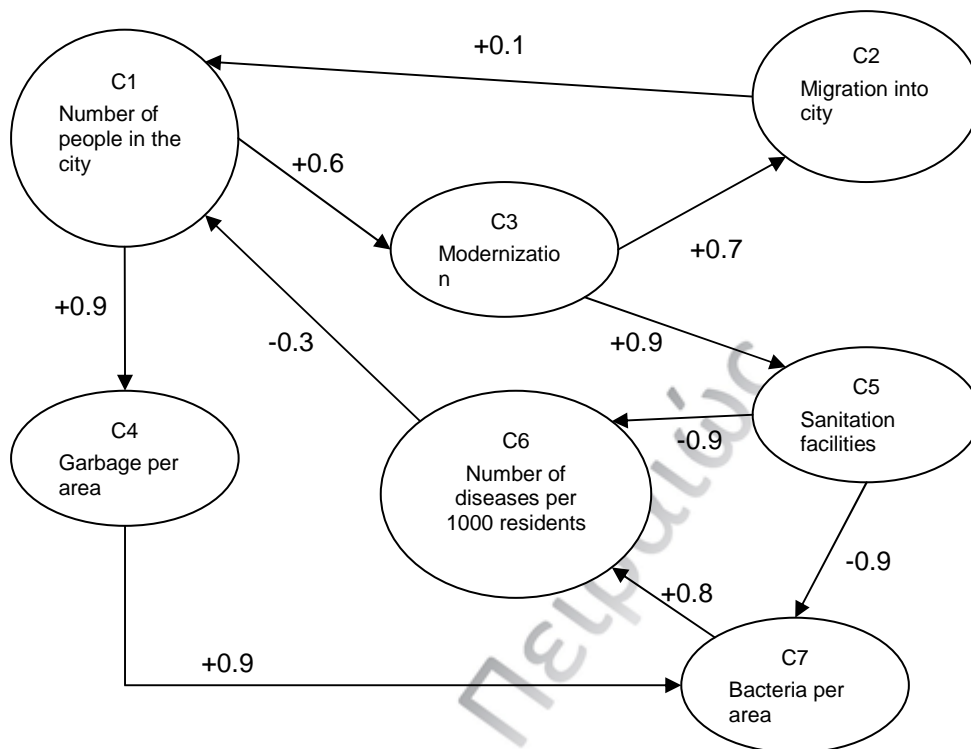 +0.1
C1
Number of
people in the
city
C2
Migration into
city
+0.6
C3
Modernizatio
n
+0.7
+0.9
-0.3
+0.9
C4
Garbage per
area
C6
Number of
diseases per
1000 residents
-0.9
C5
Sanitation
facilities
-0.9
+0.8
+0.9
C7
Bacteria per
area
Πειραιώς